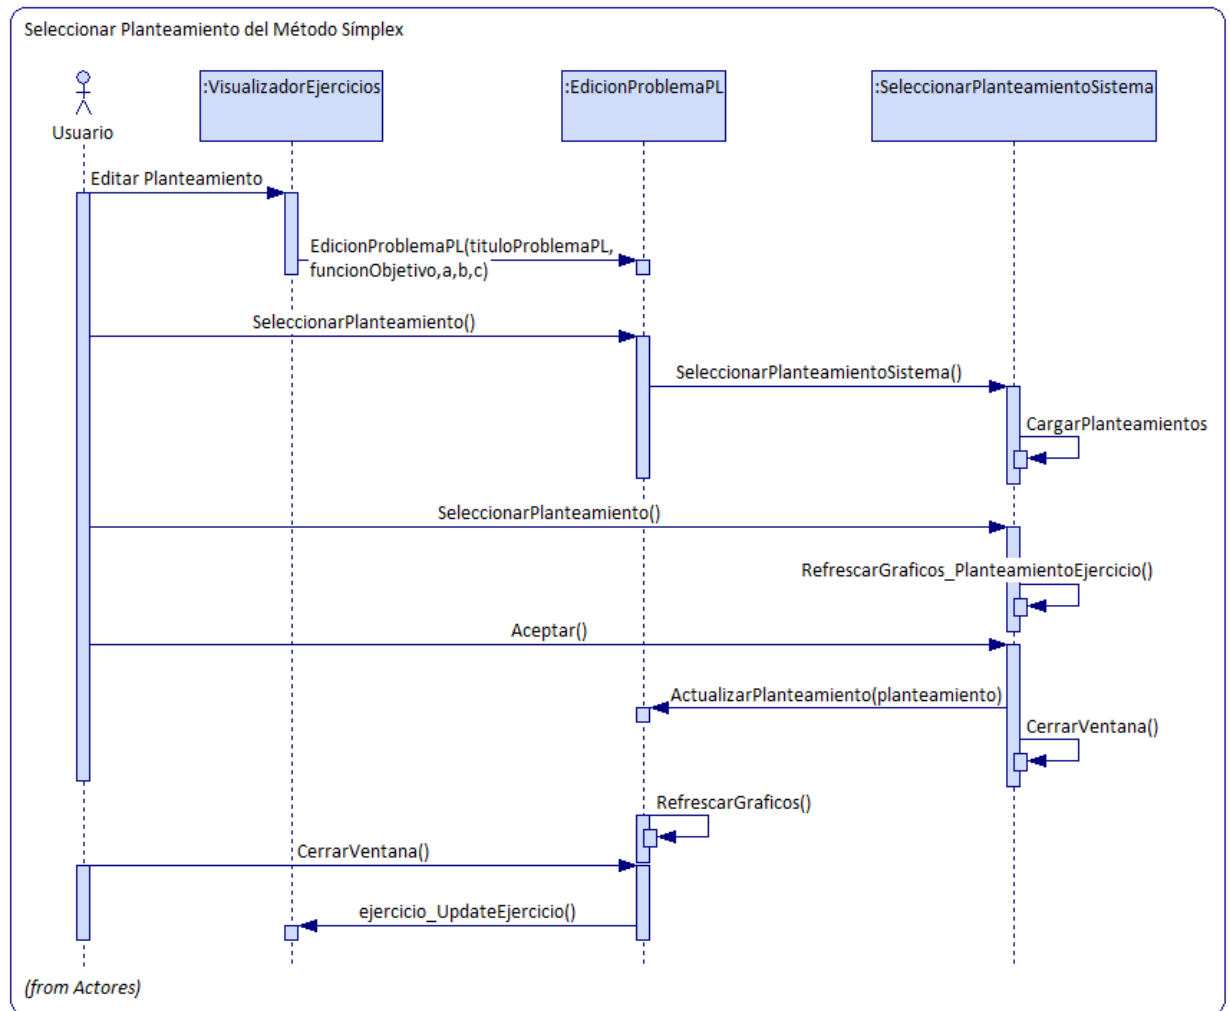 Seleccionar Planteamiento del Método Símplex
Usuario
:VisualizadorEjercicios
:EdicionProblemaPL
:SeleccionarPlanteamientoSistema
Editar Planteamiento
EdicionProblemaPL(tituloProblemaPL,
funcionObjetivo,a,b,c)
SeleccionarPlanteamiento()
SeleccionarPlanteamientoSistema()
CargarPlanteamientos
SeleccionarPlanteamiento()
RefrescarGraficos_PlanteamientoEjercicio()
Aceptar()
ActualizarPlanteamiento(planteamiento)
CerrarVentana()
RefrescarGraficos()
CerrarVentana()
ejercicio_UpdateEjercicio()
(from Actores)